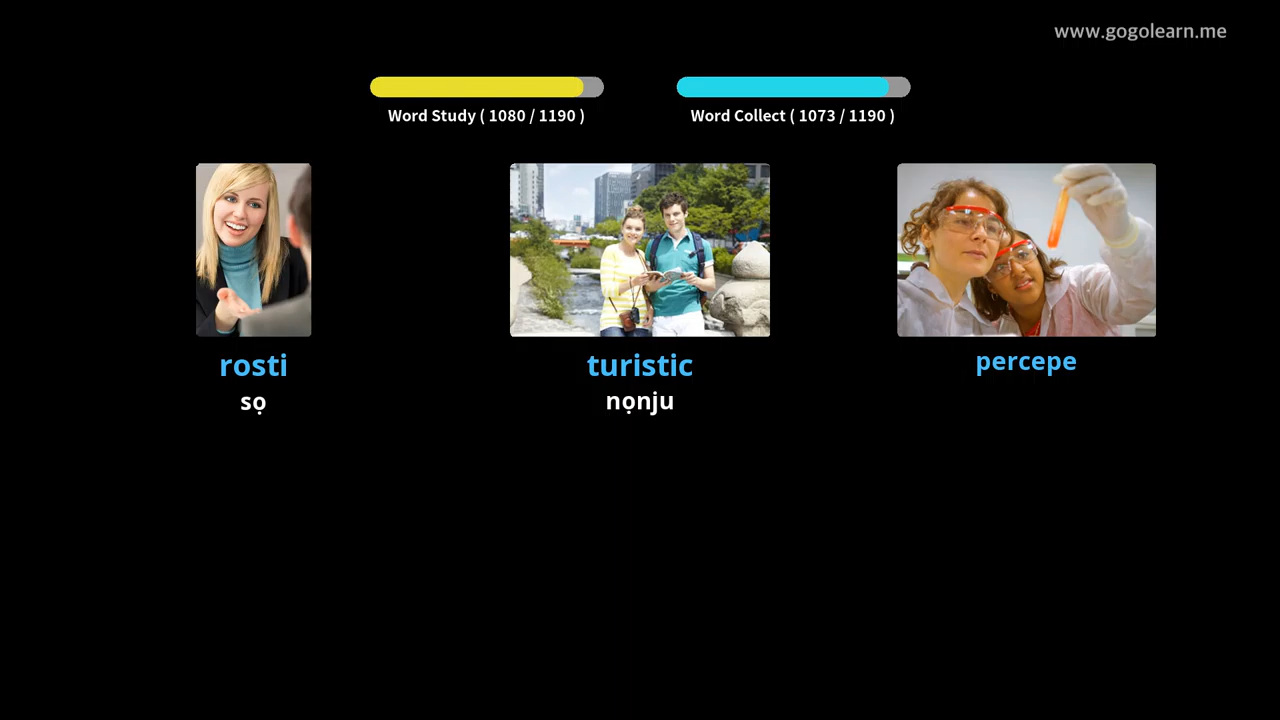 www.gogolearn.me
Word Study ( 1080 / 1190 )
Word Collect ( 1073 / 1190 )
rosti
sọ
turistic
nọnju
percepe